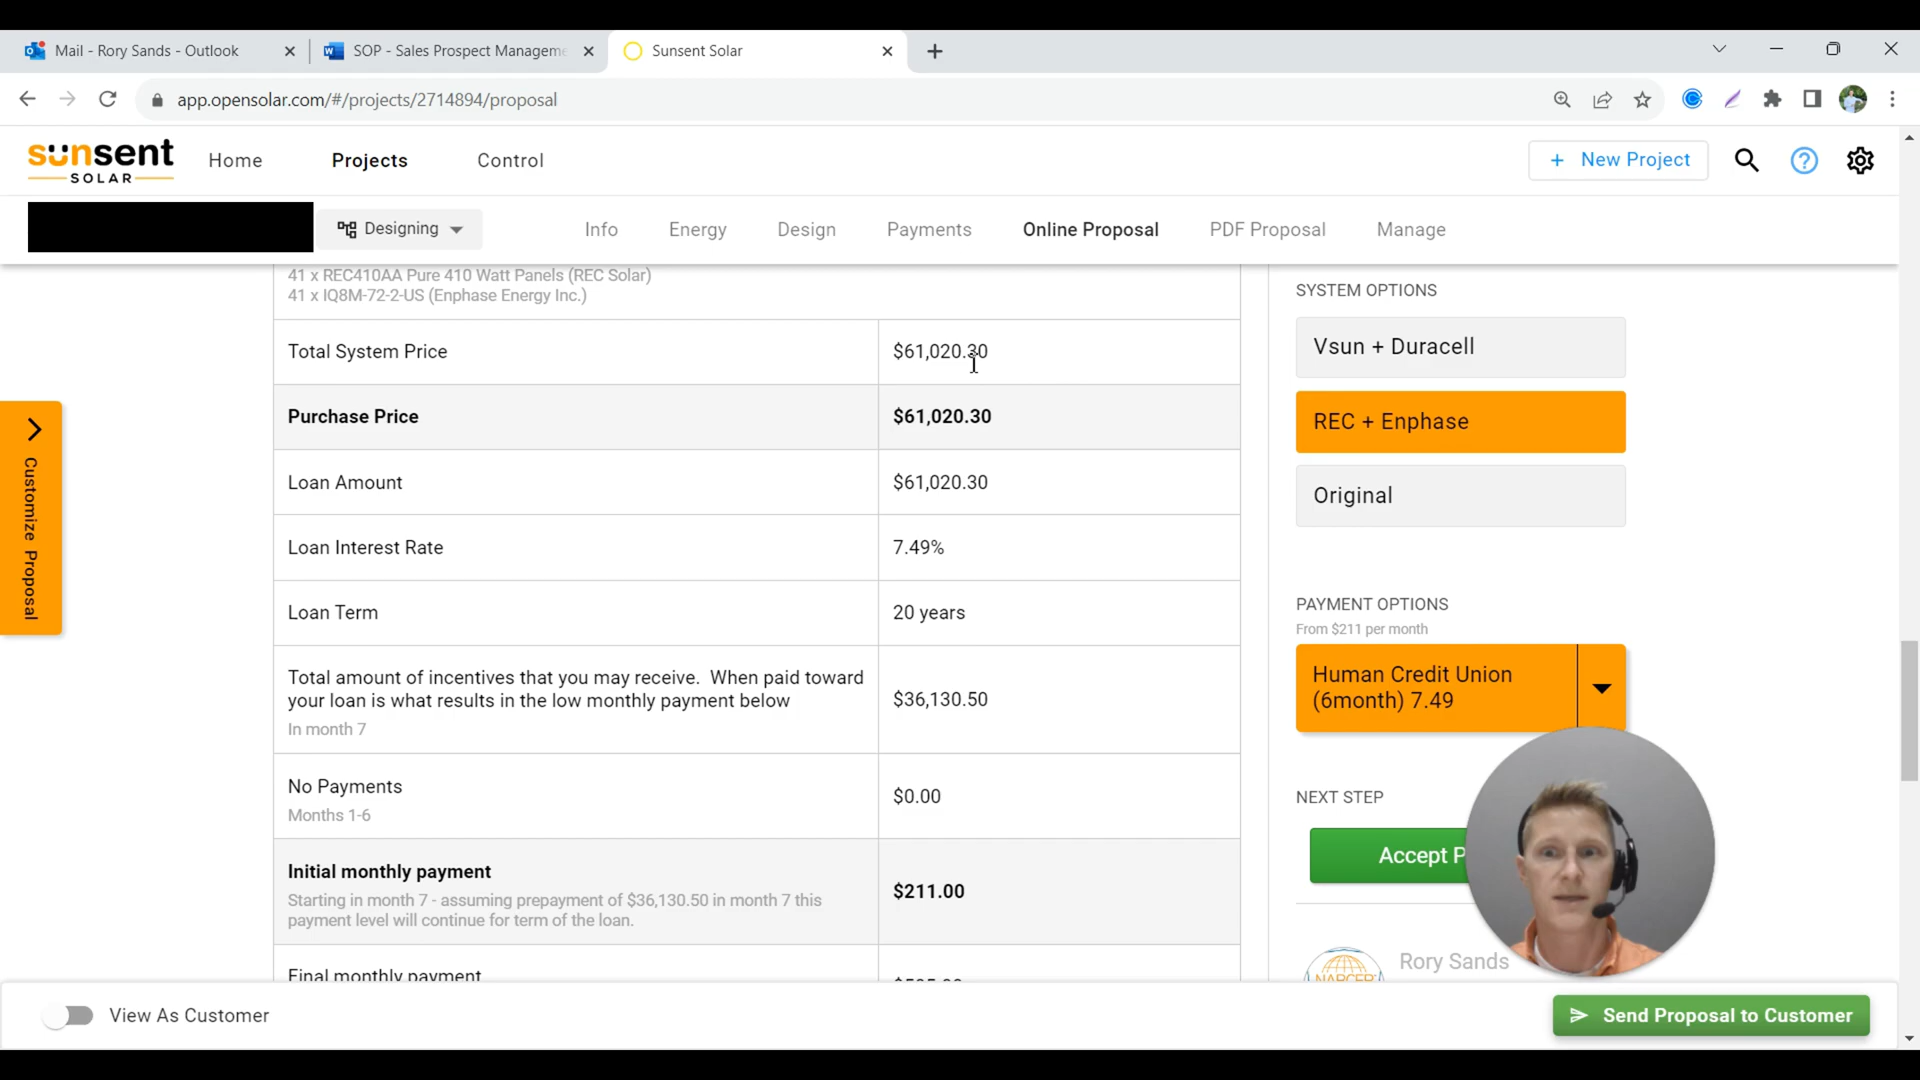 Mail - Rory Sands - Outlook
SOP - Sales Prospect Manageme
Sunsent Solar
app.opensolar.com/#/projects/2714894/proposal
sunsent
SOLAR
Home
Projects
Control
+ New Project
Designing
Info
Energy
Design
Payments
Online Proposal
PDF Proposal
Manage
41 x REC410AA Pure 410 Watt Panels (REC Solar)
41 x IQ8M-72-2-US (Enphase Energy Inc.)
Total System Price
$61,020.30
Purchase Price
$61,020.30
Loan Amount
$61,020.30
Loan Interest Rate
7.49%
Loan Term
20 years
Total amount of incentives that you may receive. When paid toward
your loan is what results in the low monthly payment below
In month 7
$36,130.50
No Payments
Months 1-6
$0.00
Initial monthly payment
Starting in month 7 - assuming prepayment of $36,130.50 in month 7 this
payment level will continue for term of the loan.
$211.00
Final monthly payment
Customize Proposal
SYSTEM OPTIONS
Vsun + Duracell
REC + Enphase
Original
PAYMENT OPTIONS
From $211 per month
Human Credit Union
(6month) 7.49
NEXT STEP
Accept P
Rory Sands
View As Customer
Send Proposal to Customer